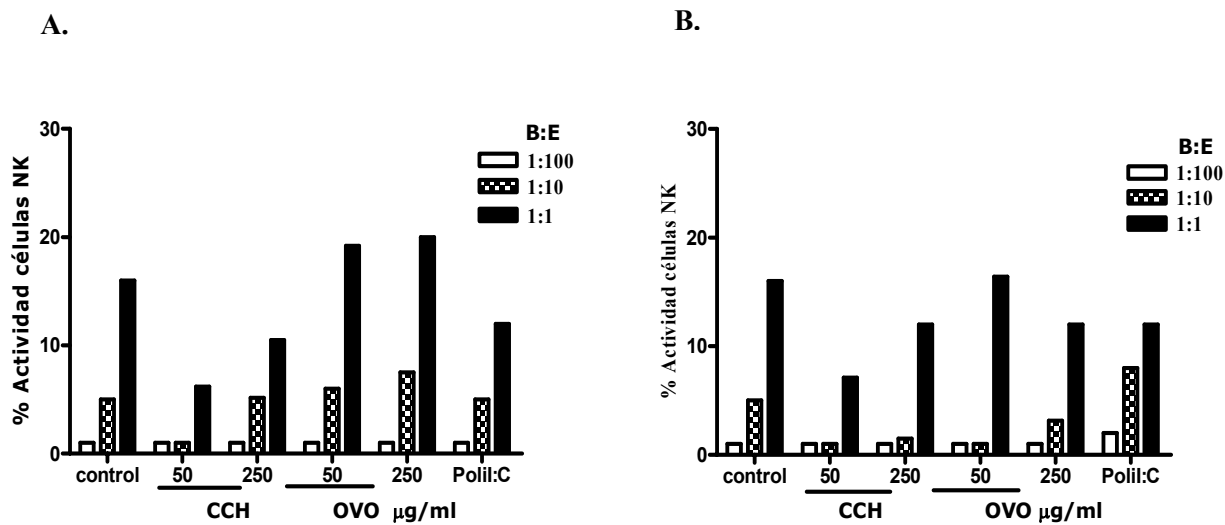 A.
% Actividad células NK
30
20
10
0
B:E
1:100
1:10
1:1
control
50
250
50
250
PoliI:C
CCH
OVO µg/ml
B.
% Actividad células NK
30
20
10
0
B:E
1:100
1:10
1:1
control
50
250
50
250
PoliI:C
CCH
OVO µg/ml